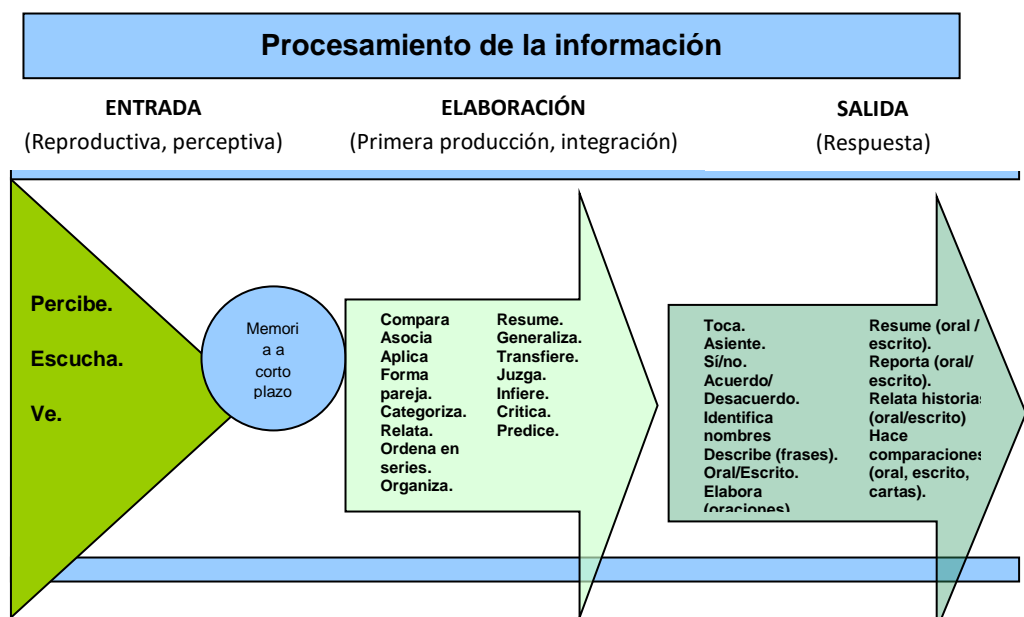 Procesamiento de la información
ENTRADA
(Reproductiva, perceptiva)
ELABORACIÓN
(Primera producción, integración)
SALIDA
(Respuesta)
Percibe.
Escucha.
Ve.
Memori
a a
corto
plazo
Compara
Asocia
Aplica
Forma
pareja.
Categoriza.
Relata.
Ordena en
series.
Organiza.
Resume.
Generaliza.
Transfiere.
Juzga.
Infiere.
Critica.
Predice.
Toca.
Asiente.
Sí/no.
Acuerdo/
Desacuerdo.
Identifica
nombres
Describe (frases).
Oral/Escrito.
Elabora
(oraciones)
Resume (oral /
escrito).
Reporta (oral/
escrito).
Relata historias
(oral/escrito)
Hace
comparaciones
(oral, escrito,
cartas).